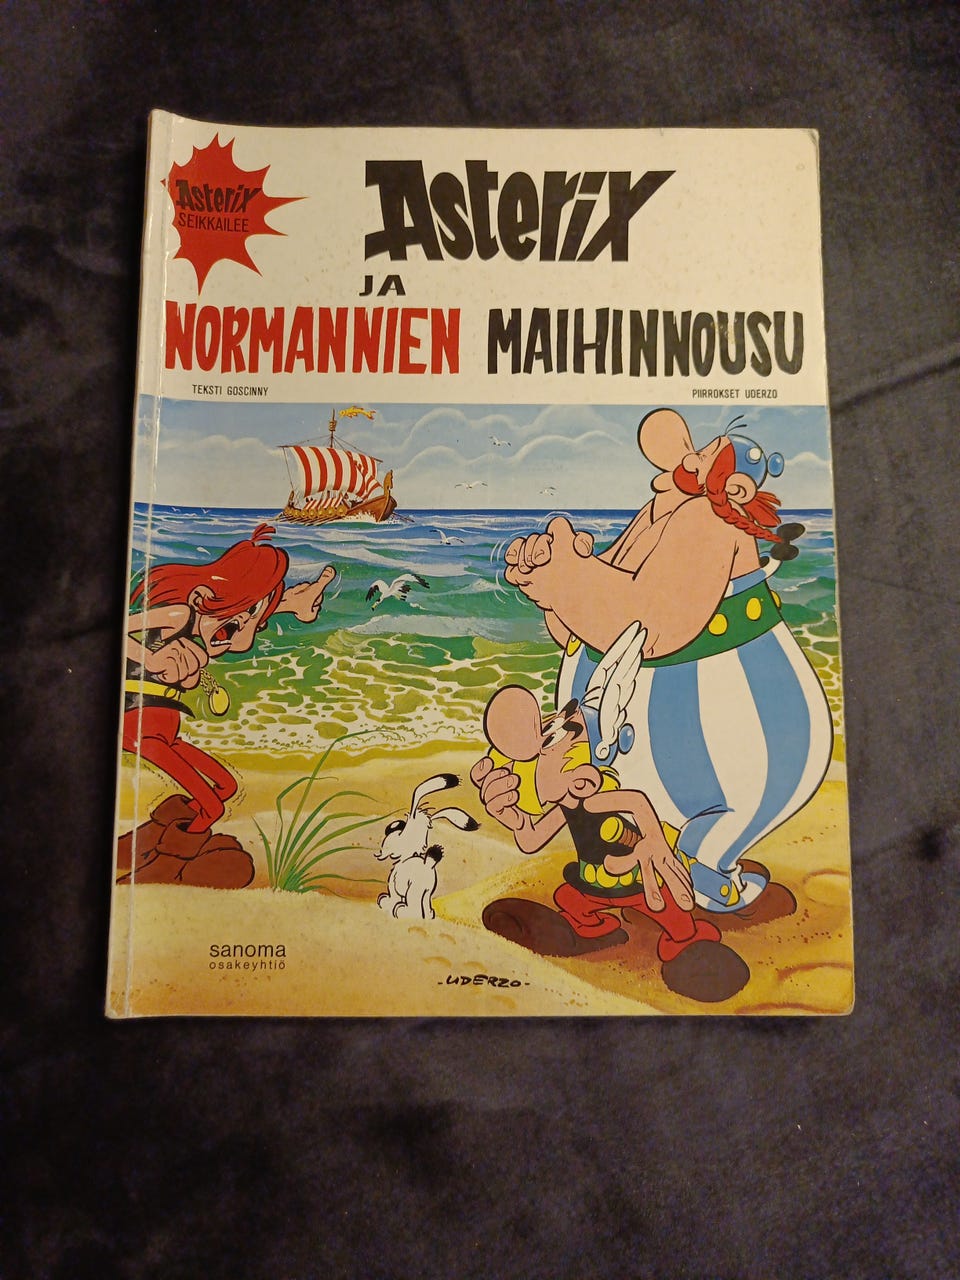 Asterix
SEIKKAILEE
Asterix
JA
NORMANNIEN MAIHINNOUSU
TEKSTI GOSCINNY
PIIRROKSET UDERZO
sanoma
osakeyhtiö
-UDERZO-